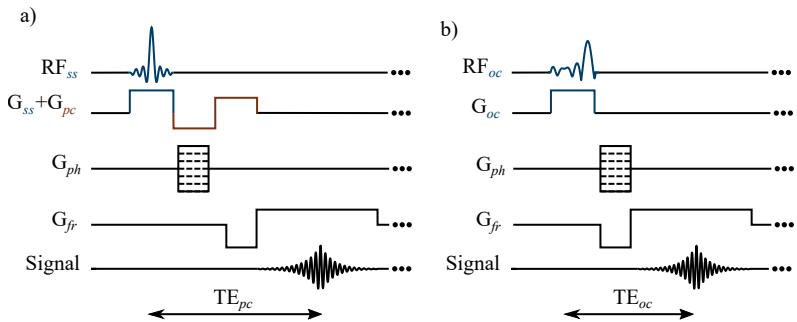 a)
RFss
Gss+Gpc
Gph
Gfr
Signal
TEpc
b)
RFoc
Goc
Gph
Gfr
Signal
TEoc